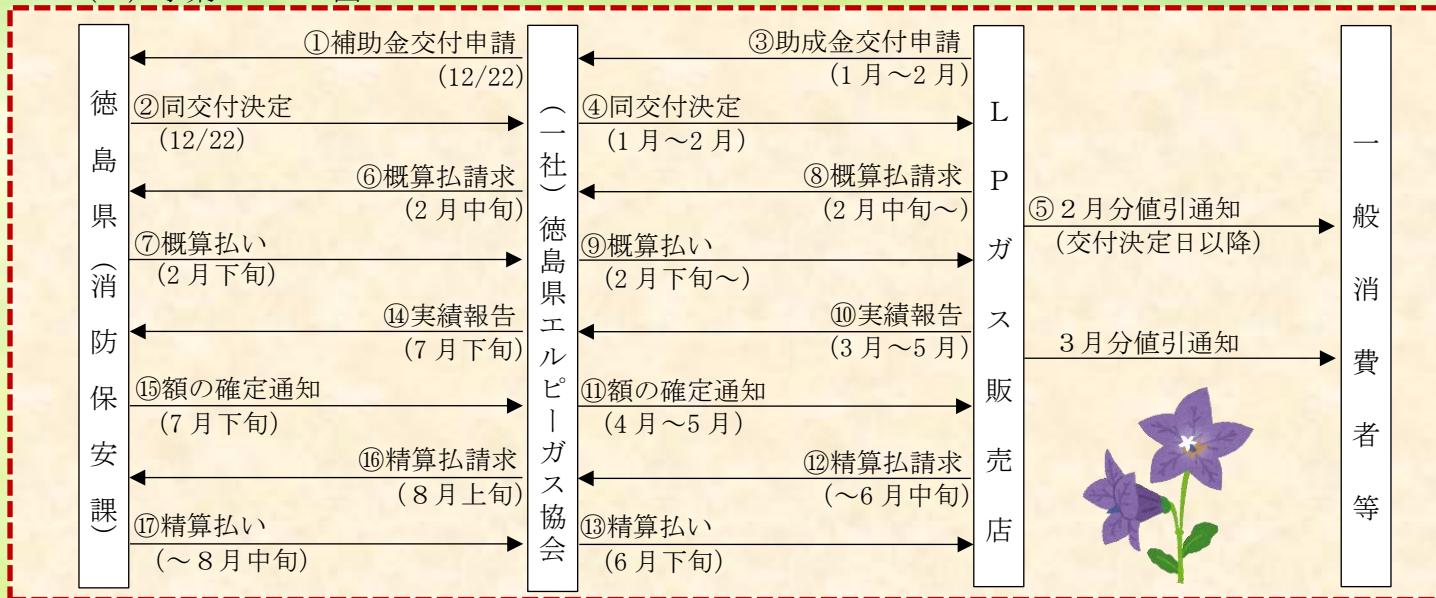 徳島県（消防保安課）
①補助金交付申請
(12/22)
②同交付決定
(12/22)
⑥概算払請求
(２月中旬)
⑦概算払い
(２月下旬)
⑭実績報告
(７月下旬)
⑮額の確定通知
(７月下旬)
⑯精算払請求
(８月上旬)
⑰精算払い
(～８月中旬)
（一社）徳島県エルピーガス協会
③助成金交付申請
(１月～２月)
④同交付決定
(１月～2月)
⑧概算払請求
(２月中旬～)
⑨概算払い
(２月下旬～)
⑩実績報告
(３月～５月)
⑪額の確定通知
(４月～５月)
⑫精算払請求
(～６月中旬)
⑬精算払い
(６月下旬)
ＬＰガス販売店
⑤２月分値引通知
(交付決定日以降)
３月分値引通知
一般消費者等